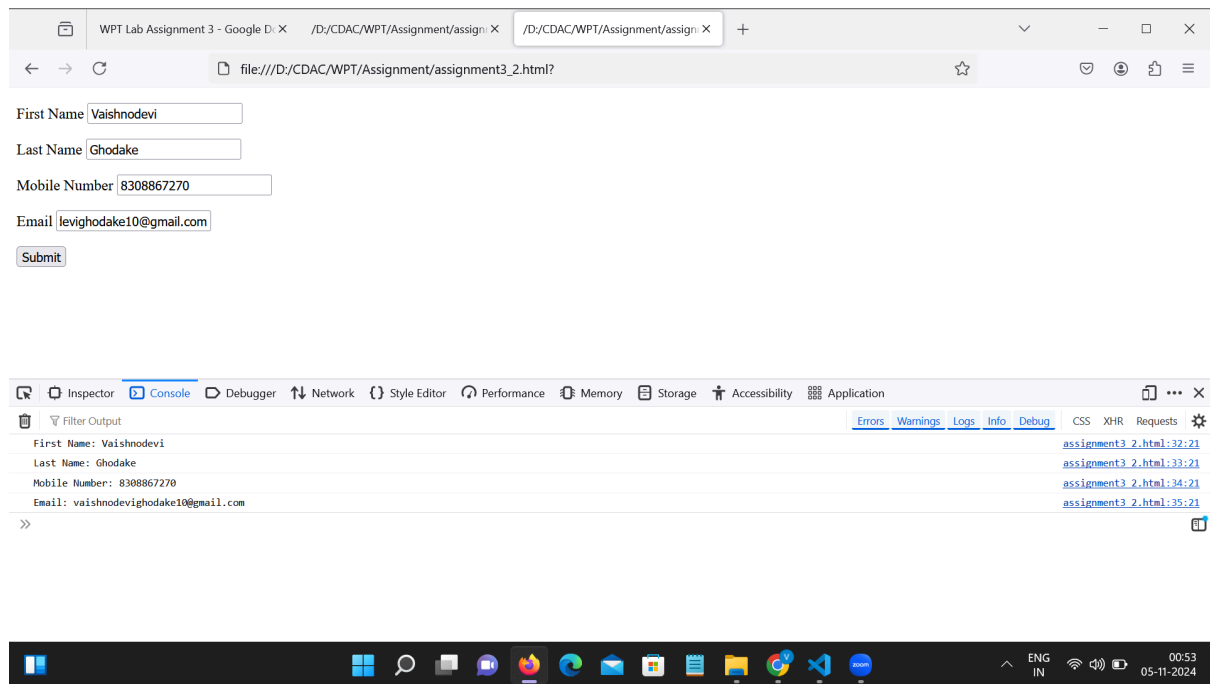 WPT Lab Assignment 3 - Google Dc
/D:/CDAC/WPT/Assignment/assign
/D:/CDAC/WPT/Assignment/assign
file:///D:/CDAC/WPT/Assignment/assignment3_2.html?
First Name Vaishnodevi
Last Name Ghodake
Mobile Number 8308867270
Email levighodake10@gmail.com
Submit
Inspector Console Debugger Network Style Editor Performance Memory Storage Accessibility Application
Filter Output Errors Warnings Logs Info Debug CSS XHR Requests
First Name: Vaishnodevi assignment3_2.html:32:21
Last Name: Ghodake assignment3_2.html:33:21
Mobile Number: 8308867270 assignment3_2.html:34:21
Email: vaishnodevighodake10@gmail.com assignment3_2.html:35:21
V
zoom
ENG
IN
00:53
05-11-2024